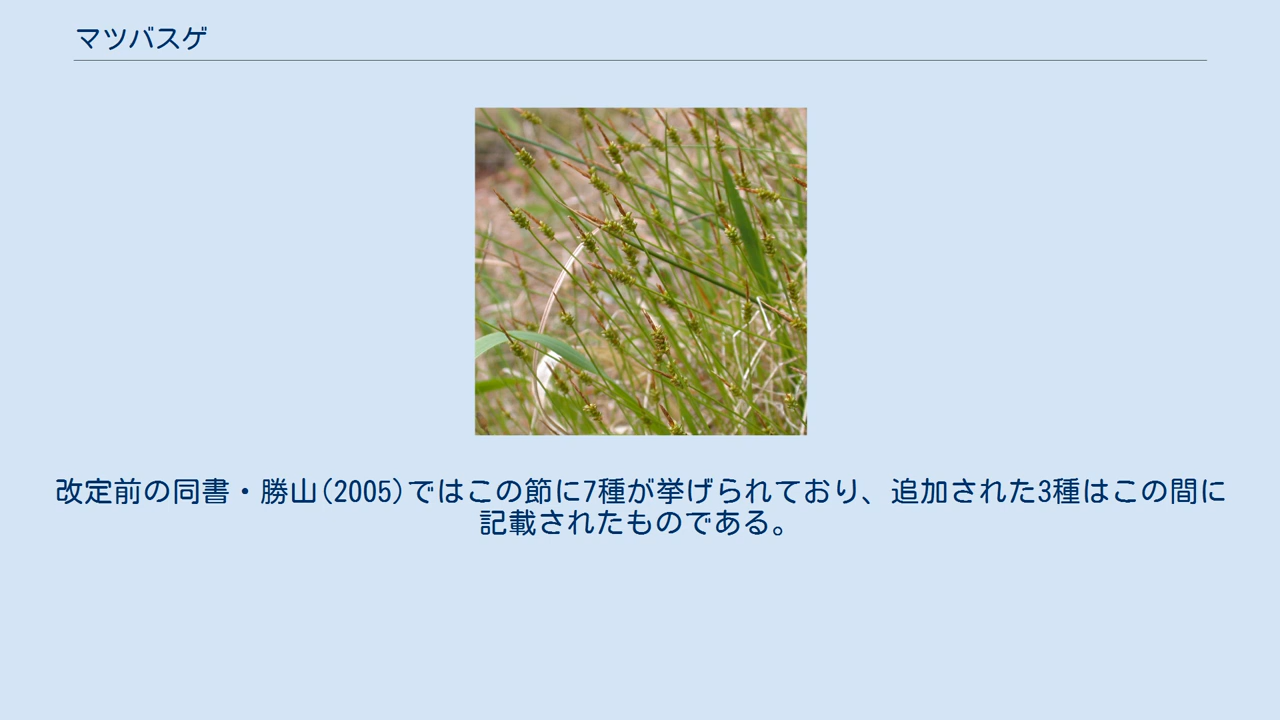 マツバスゲ
改定前の同書・勝山(2005)ではこの節に7種が挙げられており、追加された3種はこの間に
記載されたものである。